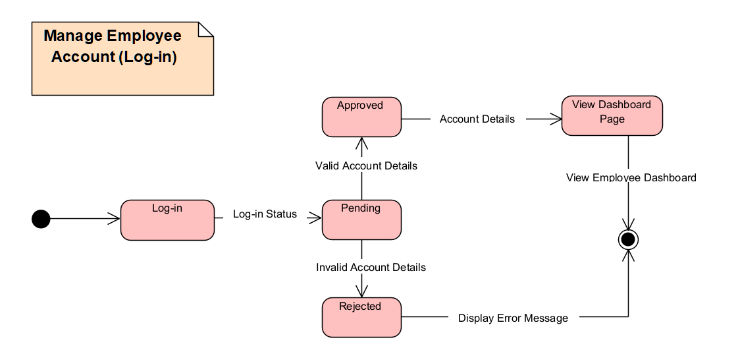 Manage Employee
Account (Log-in)
Approved
Account Details
View Dashboard
Page
Valid Account Details
View Employee Dashboard
Log-in
Log-in Status
Pending
Invalid Account Details
Rejected
Display Error Message